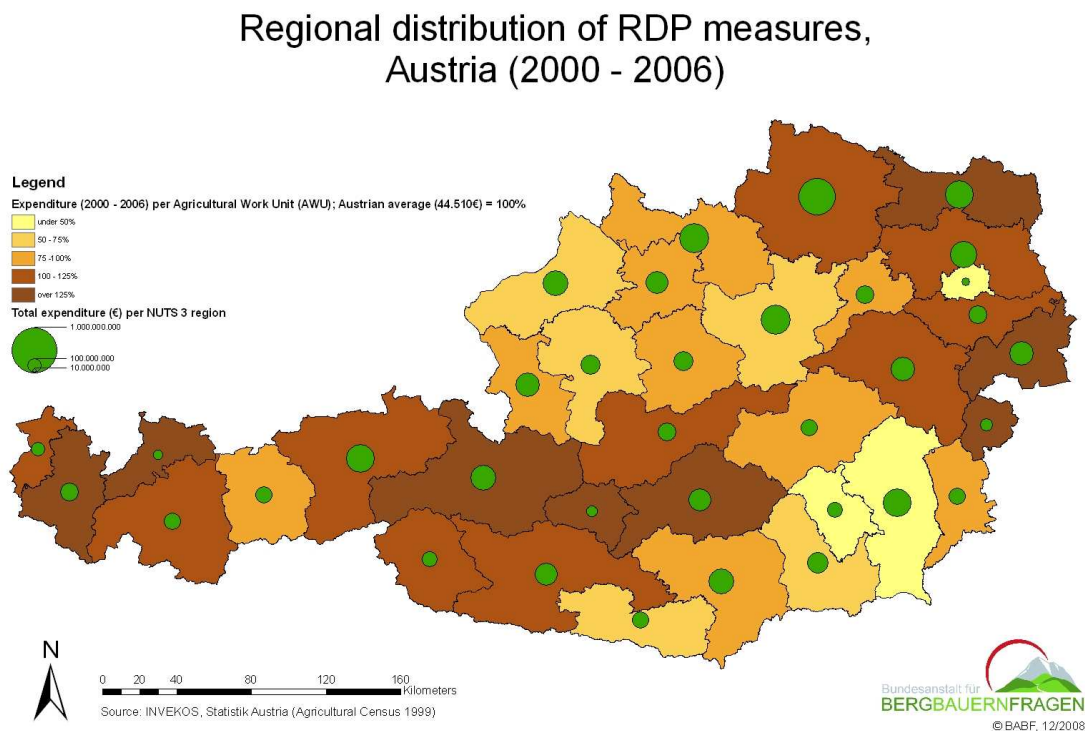 Regional distribution of RDP measures,
Austria (2000 - 2006)
Legend
Expenditure (2000 - 2006) per Agricultural Work Unit (AWU); Austrian average (44.510€) = 100%
under 50%
50 - 75%
75 -100%
100 - 125%
over 125%
Total expenditure (€) per NUTS 3 region
1.000.000.000
100.000.000
10.000.000
N
0 20 40 80 120 160
Kilometers
Source: INVEKOS, Statistik Austria (Agricultural Census 1999)
Bundesanstalt für
BERGBAUERNFRAGEN
© BABF, 12/2008